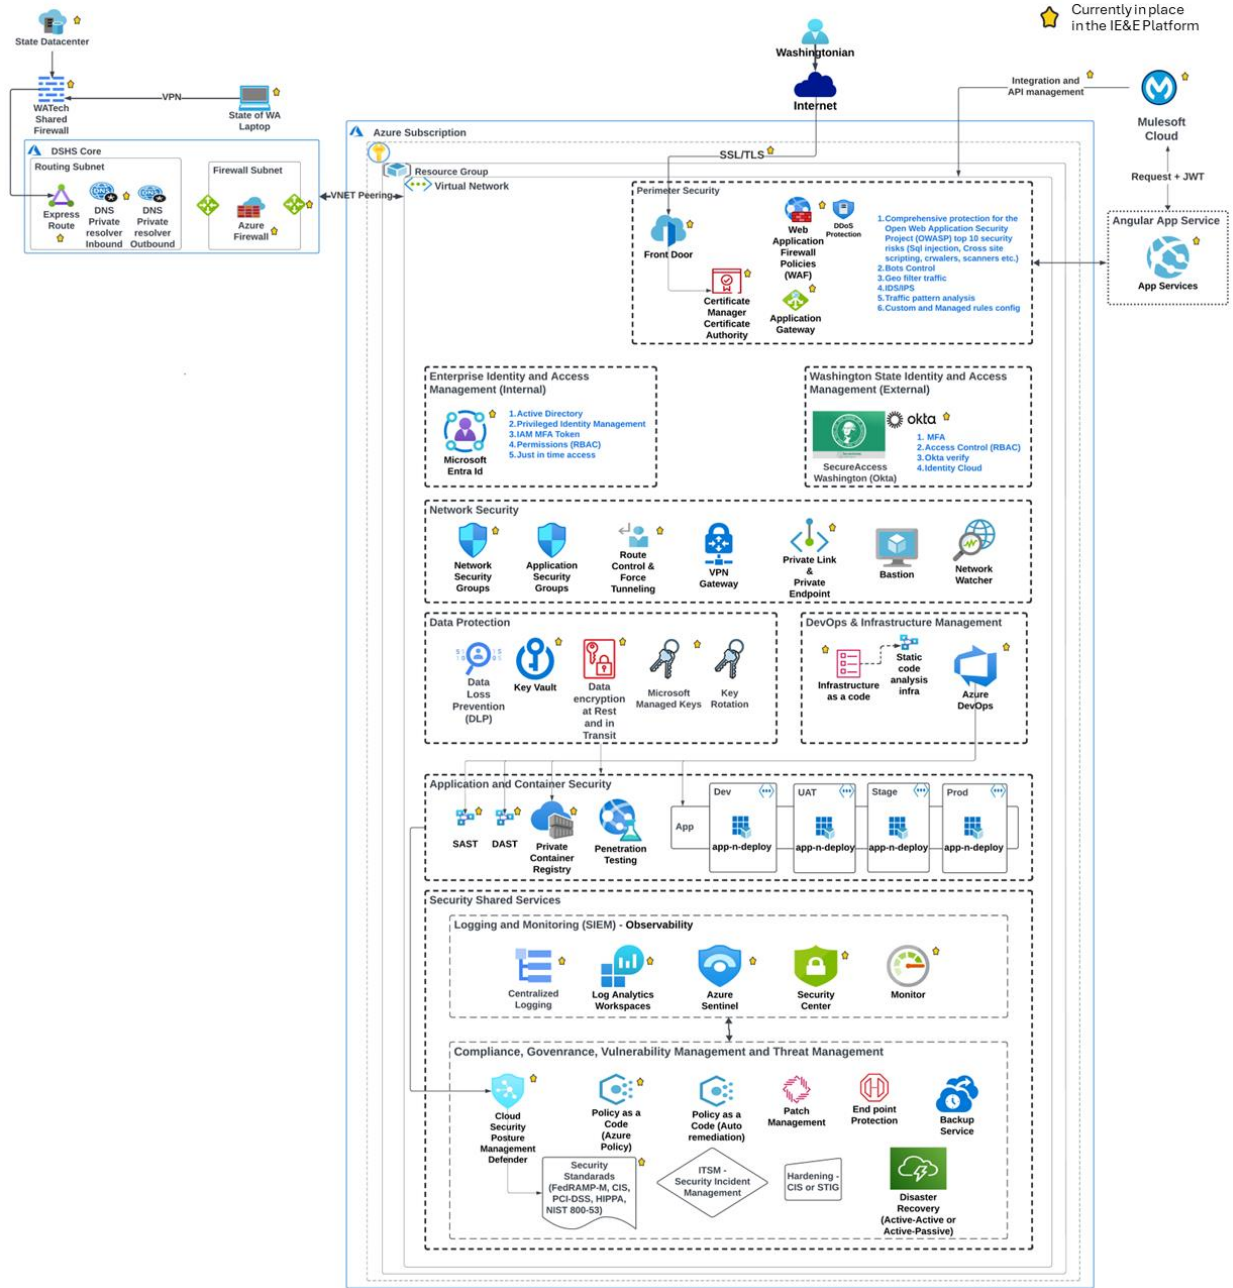 Currently in place
in the IE&E Platform
State Datacenter
Washingtonian
Internet
Integration and
API management
Mulesoft
Cloud
WATech
Shared
Firewall
VPN
State of WA
Laptop
Request + JWT
Angular App Service
App Services
DSHS Core
Routing Subnet
Express
Route
DNS
Private
resolver
Inbound
DNS
Private
resolver
Outbound
Firewall Subnet
Azure
Firewall
VNET Peering
Azure Subscription
Resource Group
Virtual Network
SSL/TLS
Perimeter Security
Front Door
Certificate
Manager
Certificate
Authority
Web
Application
Firewall
Policies
(WAF)
DDoS
Protection
Application
Gateway
1.Comprehensive protection for the
Open Web Application Security
Project (OWASP) top 10 security
risks (Sql injection, Cross site
scripting, crwalers, scanners etc.)
2.Bots Control
3.Geo filter traffic
4.IDS/IPS
5.Traffic pattern analysis
6.Custom and Managed rules config
Enterprise Identity and Access
Management (Internal)
Microsoft
Entra Id
1.Active Directory
2.Privileged Identity Management
3.IAM MFA Token
4.Permissions (RBAC)
5.Just in time access
Washington State Identity and Access
Management (External)
okta
SecureAccess
Washington (Okta)
1. MFA
2.Access Control (RBAC)
3.Okta verify
4.Identity Cloud
Network Security
Network
Security
Groups
Application
Security
Groups
Route
Control &
Force
Tunneling
VPN
Gateway
Private Link
&
Private
Endpoint
Bastion
Network
Watcher
Data Protection
Data
Loss
Prevention
(DLP)
Key Vault
Data
encryption
at Rest
and in
Transit
Microsoft
Managed Keys
Key
Rotation
DevOps & Infrastructure Management
Infrastructure
as a code
Static
code
analysis
infra
Azure
DevOps
Application and Container Security
SAST
DAST
Private
Container
Registry
Penetration
Testing
App
Dev
app-n-deploy
UAT
app-n-deploy
Stage
app-n-deploy
Prod
app-n-deploy
Security Shared Services
Logging and Monitoring (SIEM) - Observability
Centralized
Logging
Log Analytics
Workspaces
Azure
Sentinel
Security
Center
Monitor
Compliance, Govenrance, Vulnerability Management and Threat Management
Cloud
Security
Posture
Management
Defender
Policy as a
Code
(Azure
Policy)
Policy as a
Code (Auto
remediation)
Patch
Management
End point
Protection
Backup
Service
Security
Standarads
(FedRAMP-M, CIS,
PCI-DSS, HIPPA,
NIST 800-53)
ITSM -
Security Incident
Management
Hardening -
CIS or STIG
Disaster
Recovery
(Active-Active or
Active-Passive)